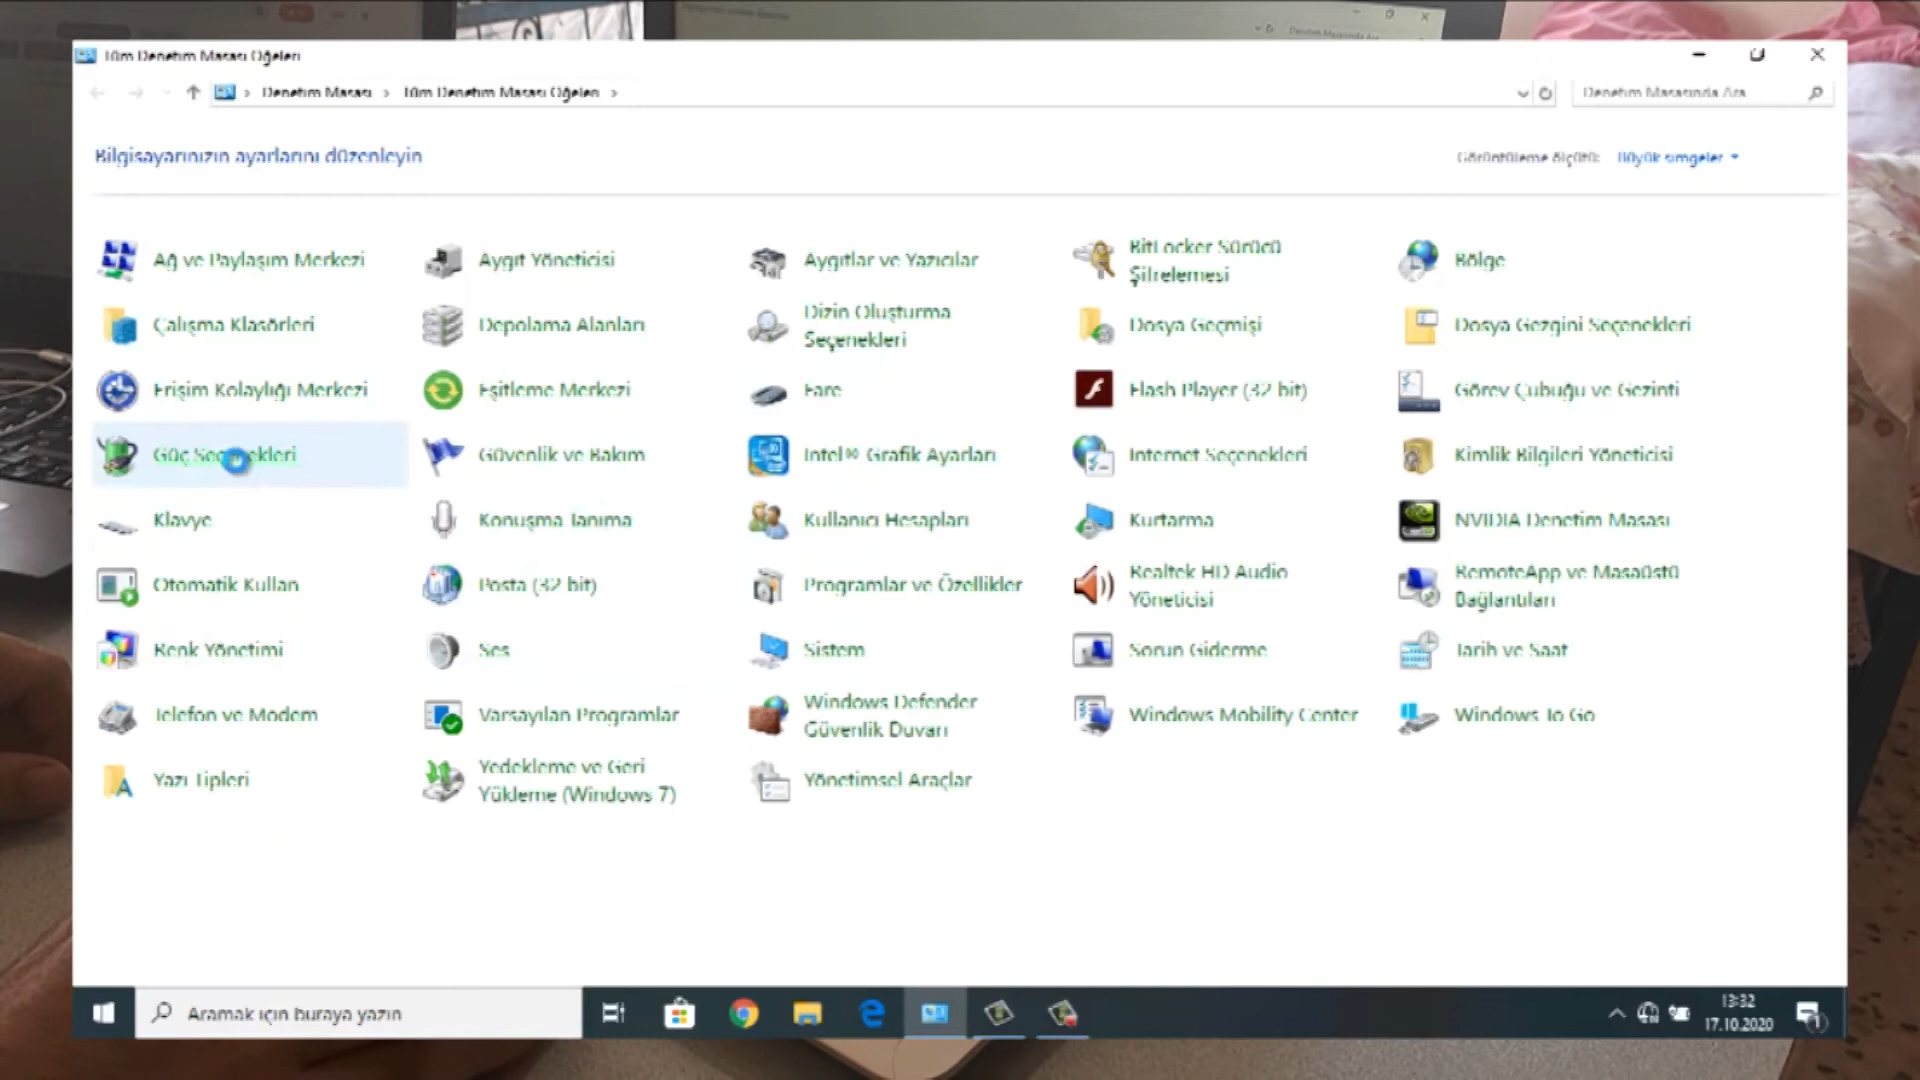 Tüm Denetim Masası Öğeleri
Denetim Masası > Tüm Denetim Masası Öğeleri >
Denetim Masasında Ara
Bilgisayarınızın ayarlarını düzenleyin
Görüntüleme ölçütü: Büyük simgeler
Ağ ve Paylaşım Merkezi
Aygıt Yöneticisi
Aygıtlar ve Yazıcılar
BitLocker Sürücü
Şifrelemesi
Bölge
Çalışma Klasörleri
Depolama Alanları
Dizin Oluşturma
Seçenekleri
Dosya Geçmişi
Dosya Gezgini Seçenekleri
Erişim Kolaylığı Merkezi
Eşitleme Merkezi
Fare
Flash Player (32 bit)
Görev Çubuğu ve Gezinti
Güç Seçenekleri
Güvenlik ve Bakım
Intel® Grafik Ayarları
Internet Seçenekleri
Kimlik Bilgileri Yöneticisi
Klavye
Konuşma Tanıma
Kullanıcı Hesapları
Kurtarma
NVIDIA Denetim Masası
Otomatik Kullan
Posta (32 bit)
Programlar ve Özellikler
Realtek HD Audio
Yöneticisi
RemoteApp ve Masaüstü
Bağlantıları
Renk Yönetimi
Ses
Sistem
Sorun Giderme
Tarih ve Saat
Telefon ve Modem
Varsayılan Programlar
Windows Defender
Güvenlik Duvarı
Windows Mobility Center
Windows To Go
Yazı Tipleri
Yedekleme ve Geri
Yükleme (Windows 7)
Yönetimsel Araçlar
Aramak için buraya yazın
13:32
17.10.2020
1